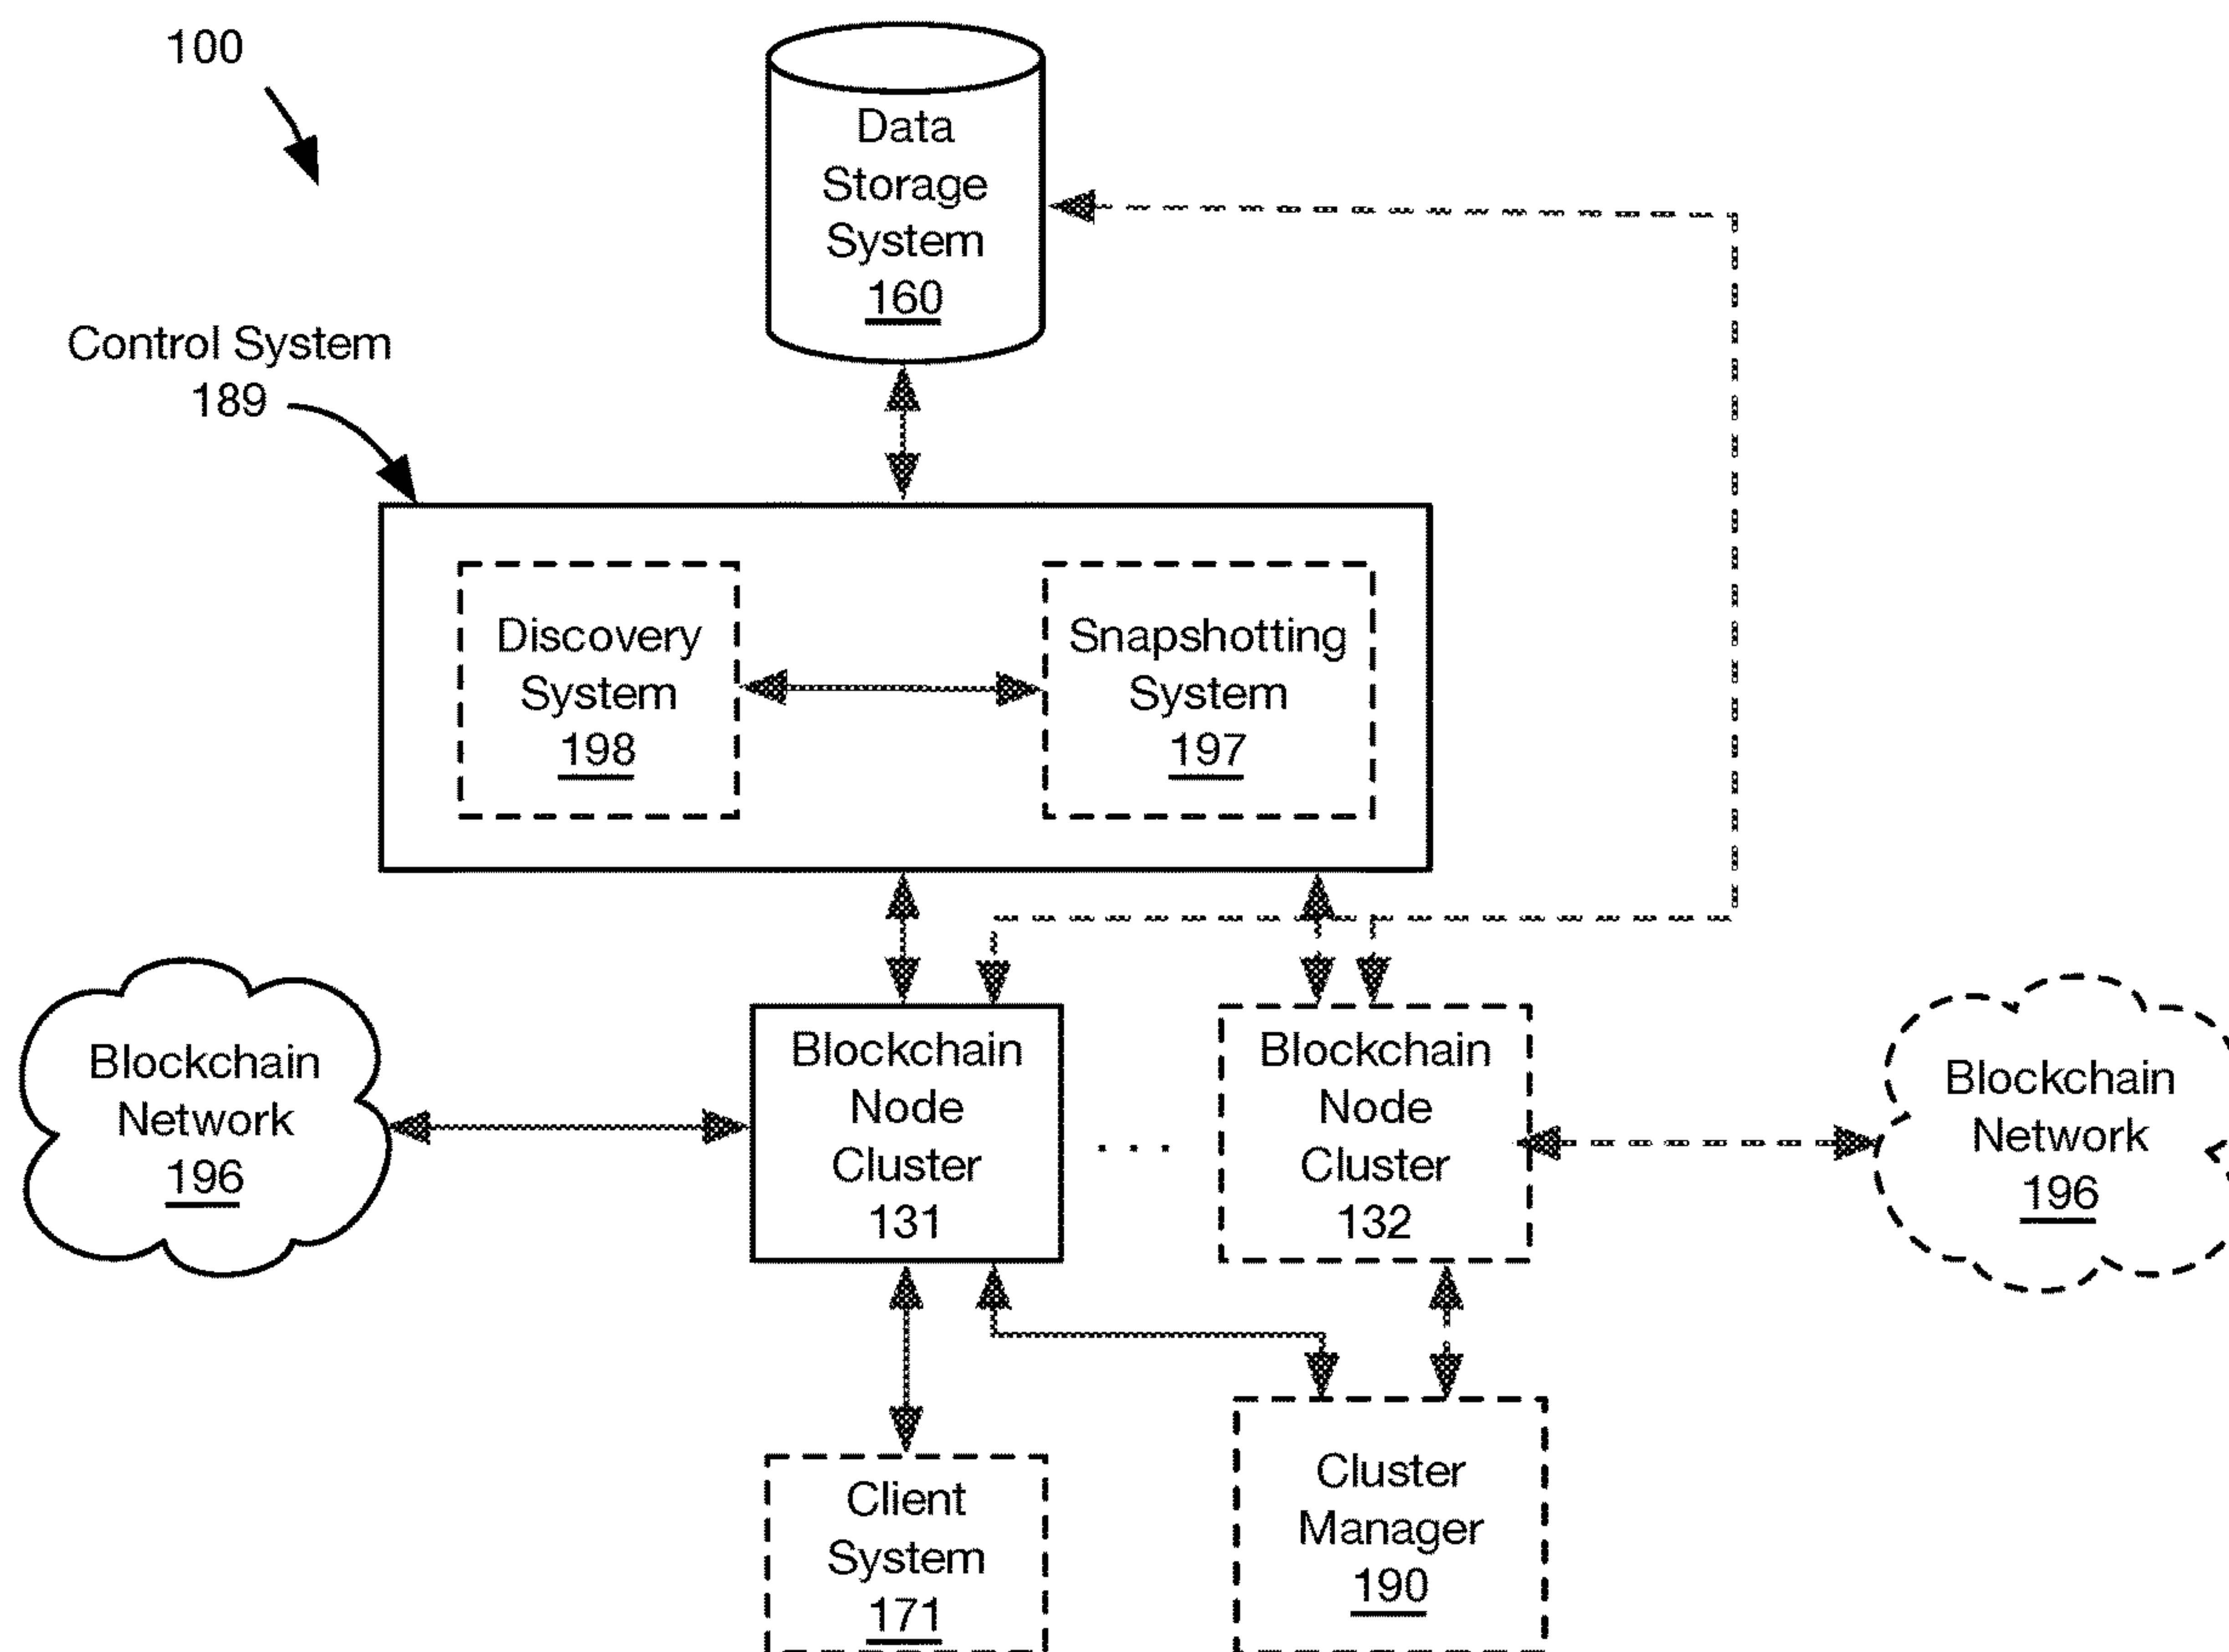 100
Data
Storage
System
160
Control System
189
Discovery
System
198
Snapshotting
System
197
Blockchain
Network
196
Blockchain
Node
Cluster
131
. . .
Blockchain
Node
Cluster
132
Blockchain
Network
196
Client
System
171
Cluster
Manager
190